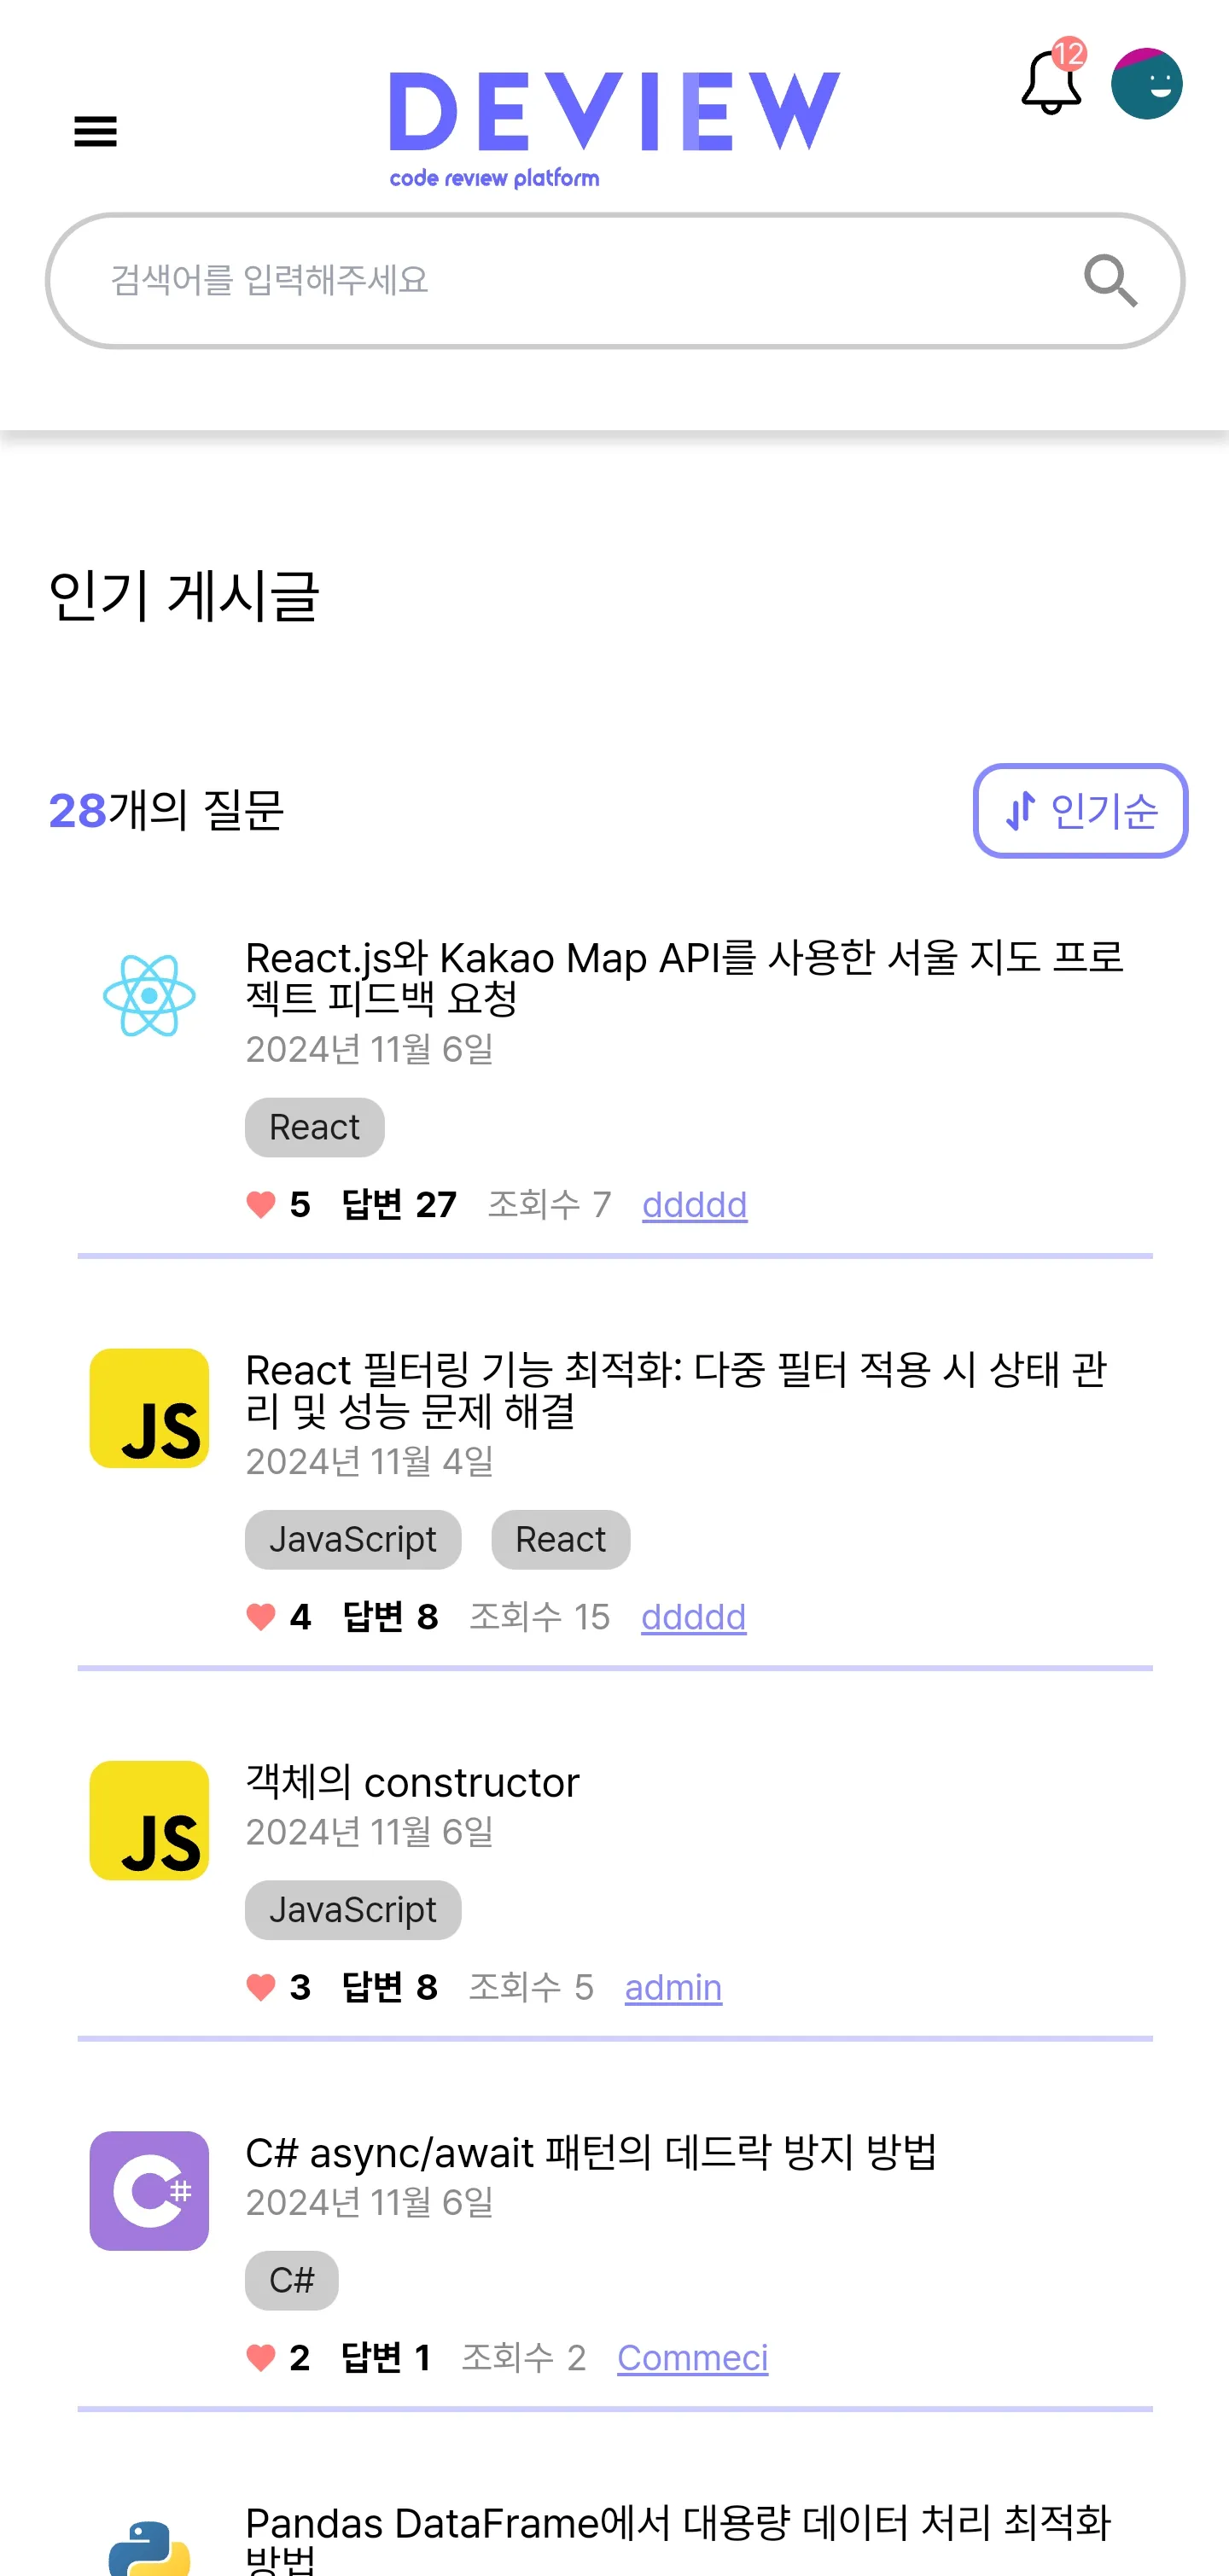 12
DEVIEW
code review platform
검색어를 입력해주세요
인기 게시글
28개의 질문
인기순
React.js와 Kakao Map API를 사용한 서울 지도 프로
젝트 피드백 요청
2024년 11월 6일
React
5 답변 27 조회수 7 ddddd
JS
React 필터링 기능 최적화: 다중 필터 적용 시 상태 관
리 및 성능 문제 해결
2024년 11월 4일
JavaScript React
4 답변 8 조회수 15 ddddd
JS
객체의 constructor
2024년 11월 6일
JavaScript
3 답변 8 조회수 5 admin
C#
C# async/await 패턴의 데드락 방지 방법
2024년 11월 6일
C#
2 답변 1 조회수 2 Commeci
Pandas DataFrame에서 대용량 데이터 처리 최적화
방법